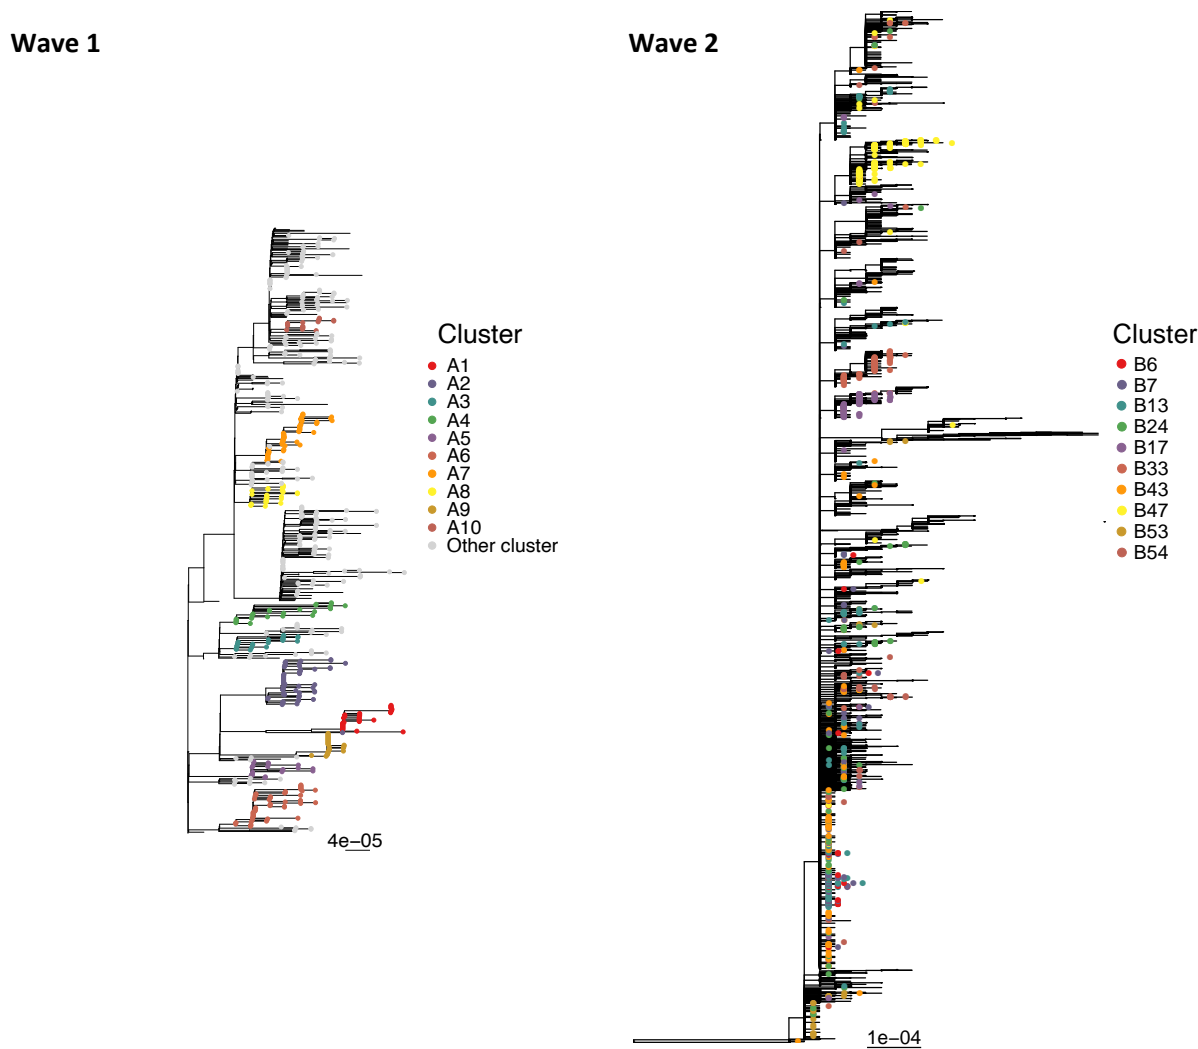 Wave 1
Cluster
A1
A2
A3
A4
A5
A6
A7
A8
A9
A10
Other cluster
4e−05
Wave 2
Cluster
B6
B7
B13
B24
B17
B33
B43
B47
B53
B54
1e−04